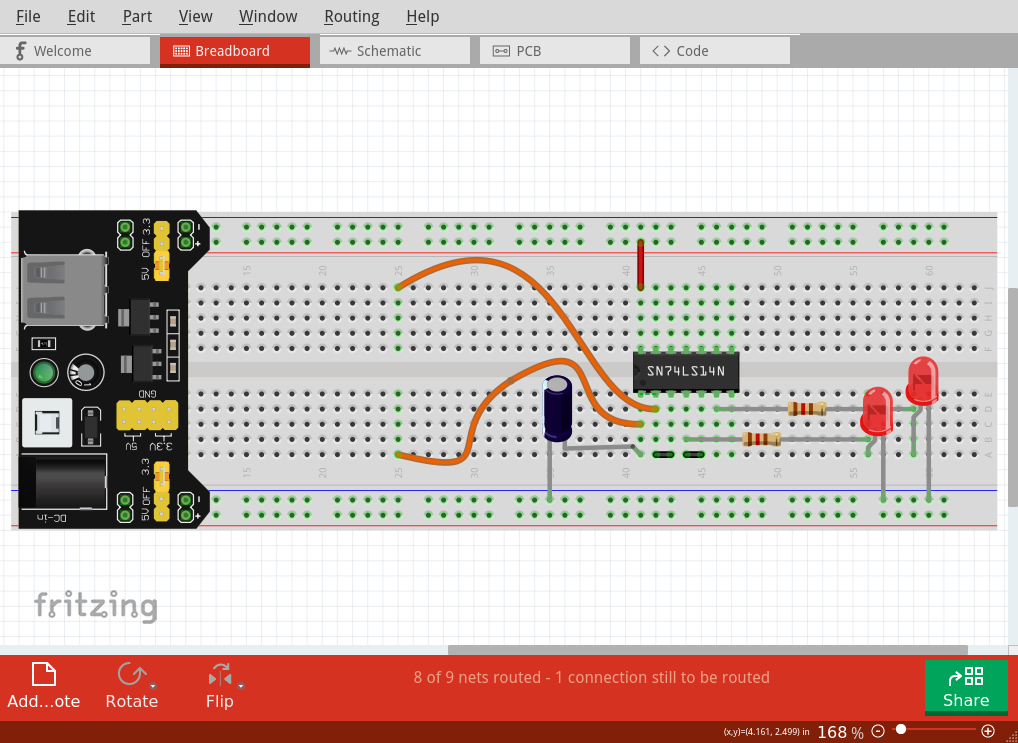 File Edit Part View Window Routing Help
Welcome Breadboard Schematic PCB Code
5V OFF 3.3
-
+
15 20 25 30 35 40 45 50 55 60
J
I
H
G
F
SN74LS14N
0 1
GND
5V 3.3V
E
D
C
B
A
15 20 25 30 35 40 45 50 55 60
5V OFF 3.3
-
+
DC-in
fritzing
Add...ote Rotate Flip
8 of 9 nets routed - 1 connection still to be routed
Share
(x,y)=(4.161, 2.499) in 168 %